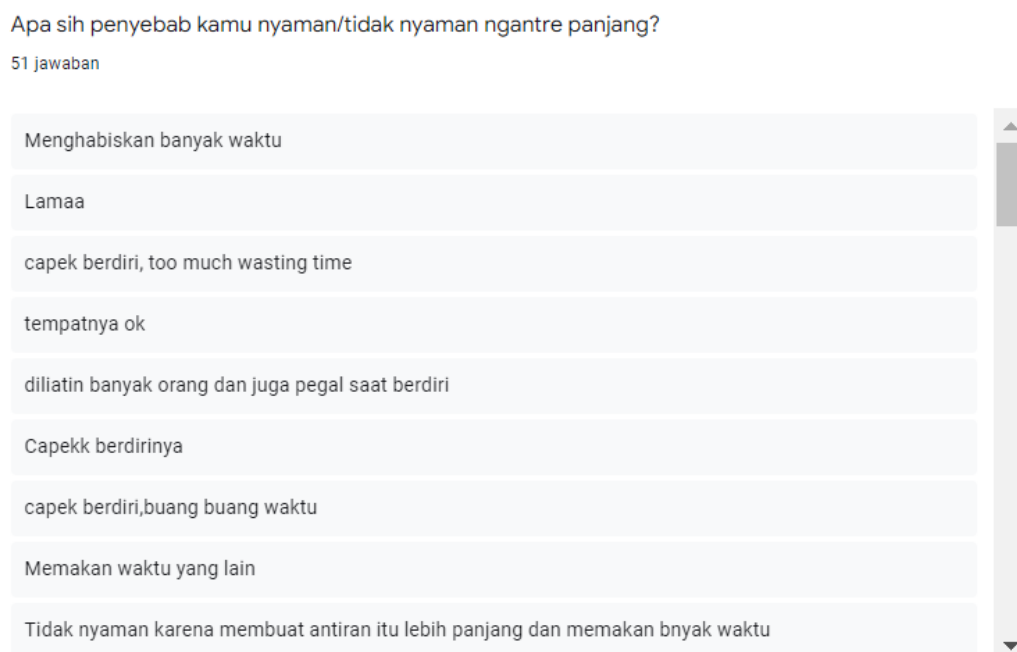 Apa sih penyebab kamu nyaman/tidak nyaman ngantre panjang?
51 jawaban
Menghabiskan banyak waktu
Lamaa
capek berdiri, too much wasting time
tempatnya ok
diliatin banyak orang dan juga pegal saat berdiri
Capekk berdirinya
capek berdiri,buang buang waktu
Memakan waktu yang lain
Tidak nyaman karena membuat antiran itu lebih panjang dan memakan bnyak waktu